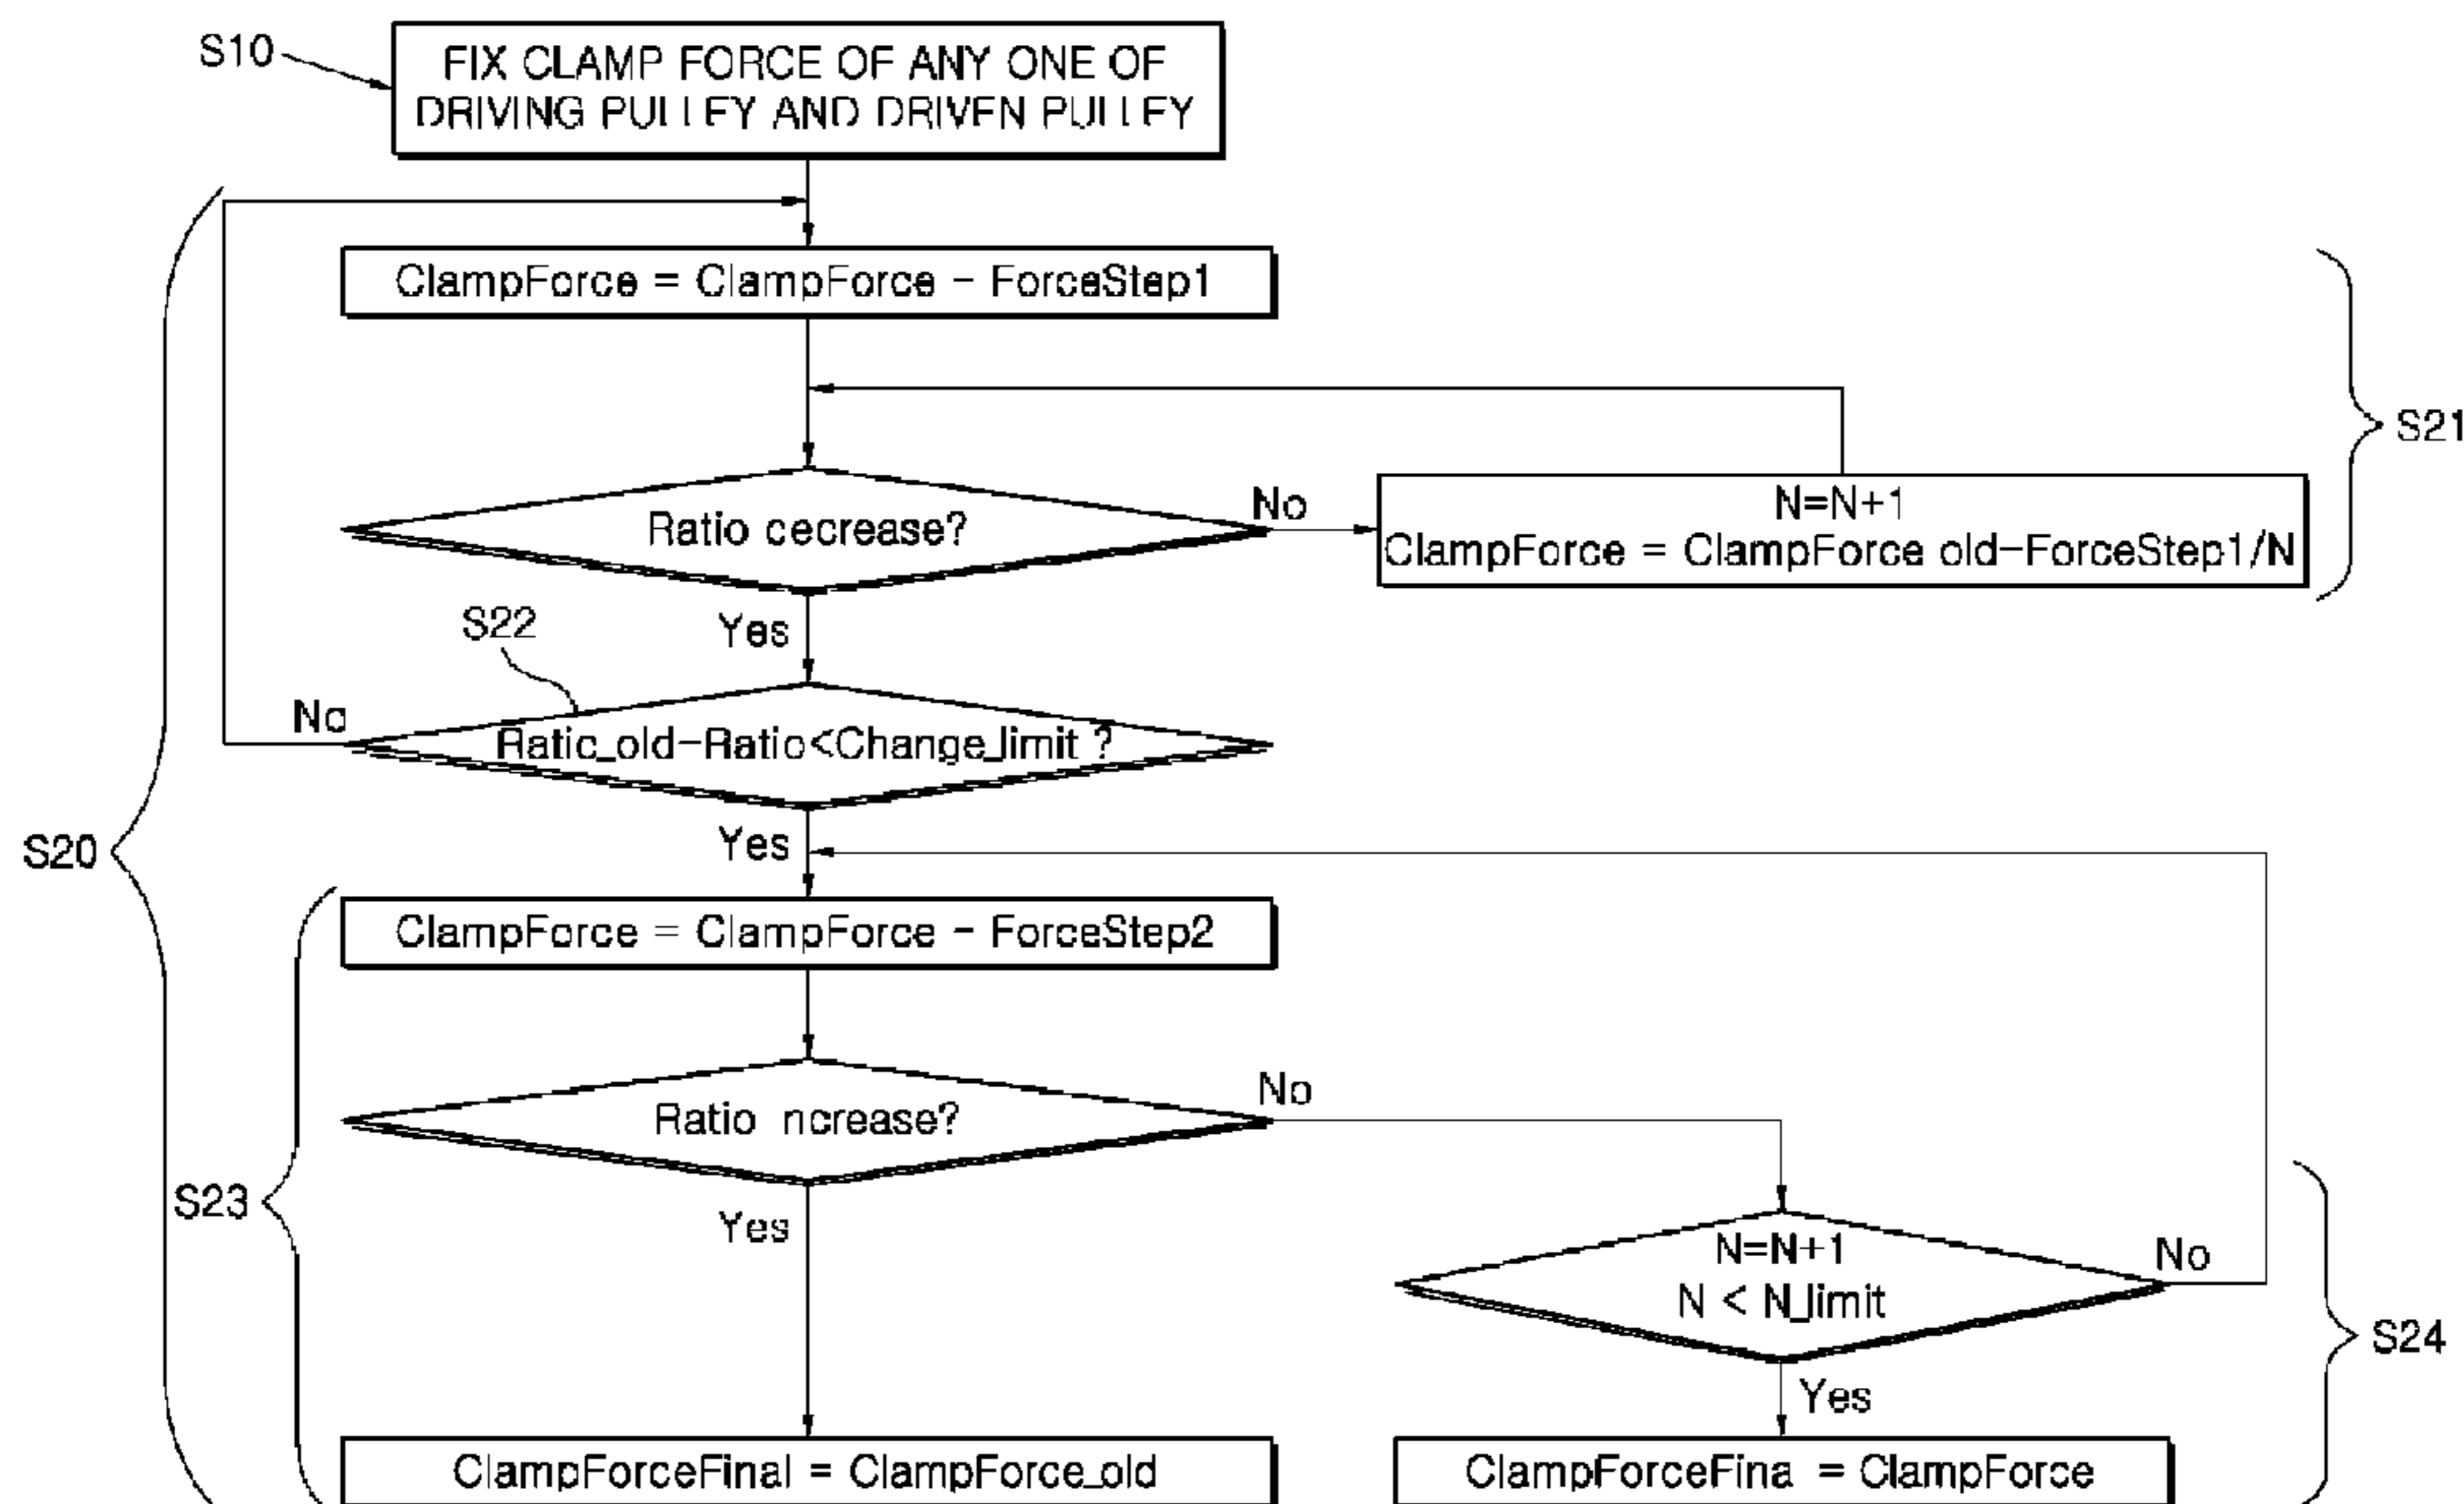 S10
FIX CLAMP FORCE OF ANY ONE OF
DRIVING PULLEY AND DRIVEN PULLEY
ClampForce = ClampForce - ForceStep1
S21
Ratio cecrease?
No
N=N+1
ClampForce = ClampForce old-ForceStep1/N
Yes
S22
No
Ratic_old-Ratio<Change_limit ?
Yes
S20
ClampForce = ClampForce - ForceStep2
Ratio ncrease?
No
S23
Yes
N=N+1
N < N_limit
No
S24
Yes
ClampForceFinal = ClampForce_old
ClampForceFina = ClampForce